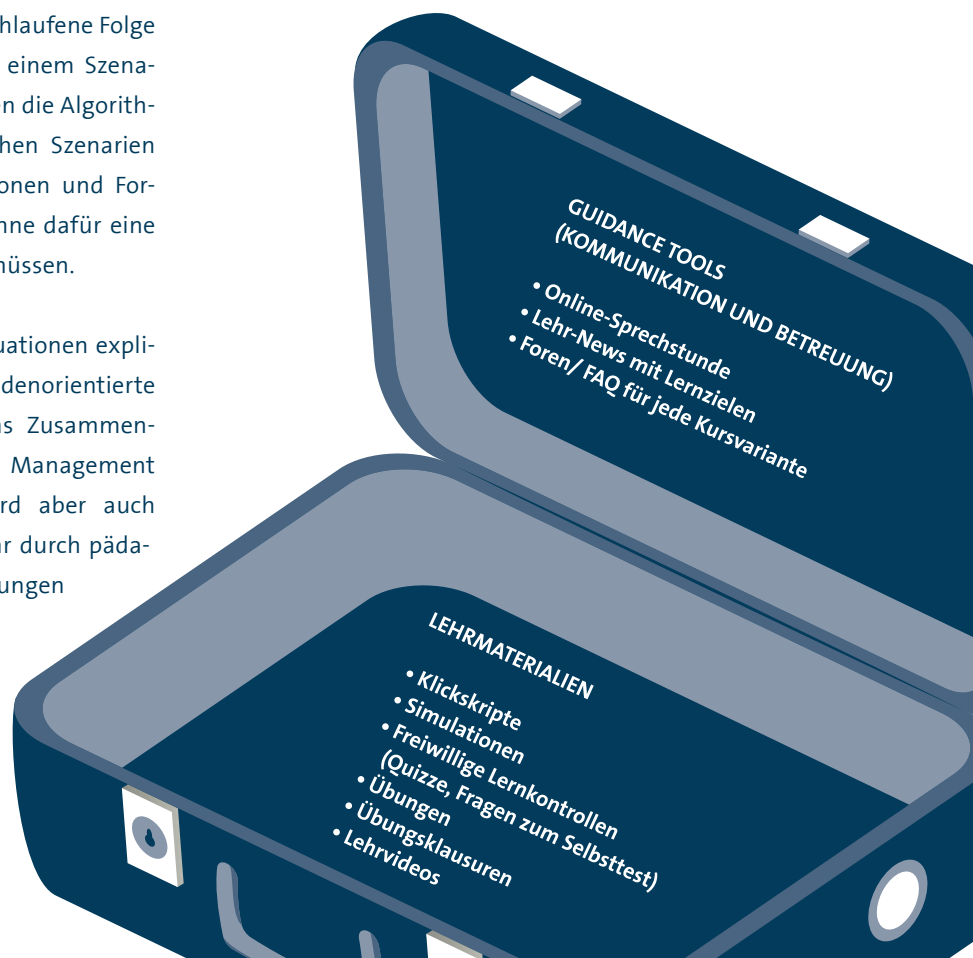 hlaufene Folge
einem Szena-
n die Algorith-
hen Szenarien
onen und For-
nne dafür eine
nüssen.
uationen expli-
denorientierte
s Zusammen-
Management
rd aber auch
r durch päda-
ungen
GUIDANCE TOOLS
(KOMMUNIKATION UND BETREUUNG)
• Online-Sprechstunde
• Lehr-News mit Lernzielen
• Foren/ FAQ für jede Kursvariante
LEHRMATERIALIEN
• Klickskripte
• Simulationen
• Freiwillige Lernkontrollen
(Quizze, Fragen zum Selbsttest)
• Übungen
• Übungsklausuren
• Lehrvideos